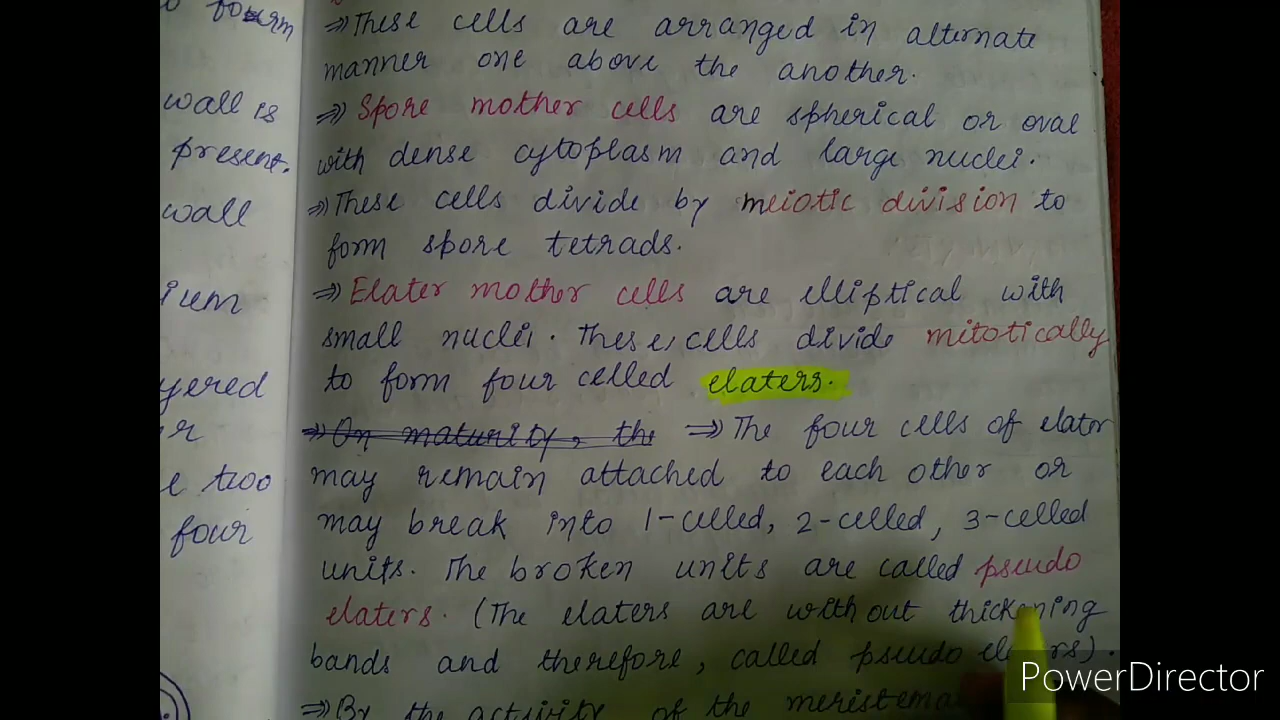 fourm
wall is
present.
wall
ium
yered
r
e two
four
⇒ These cells are arranged in alternate
manner one above the another.
⇒ Spore mother cells are spherical or oval
with dense cytoplasm and large nuclei.
⇒ These cells divide by meiotic division to
form spore tetrads.
⇒ Elater mother cells are elliptical with
small nuclei. These cells divide mitotically
to form four celled elaters.
⇒ On maturity, the ⇒ The four cells of elator
may remain attached to each other or
may break into 1-celled, 2-celled, 3-celled
units. The broken units are called pseudo
elaters. (The elaters are without thickening
bands and therefore, called pseudo elaters).
⇒ By the activity of the
PowerDirector